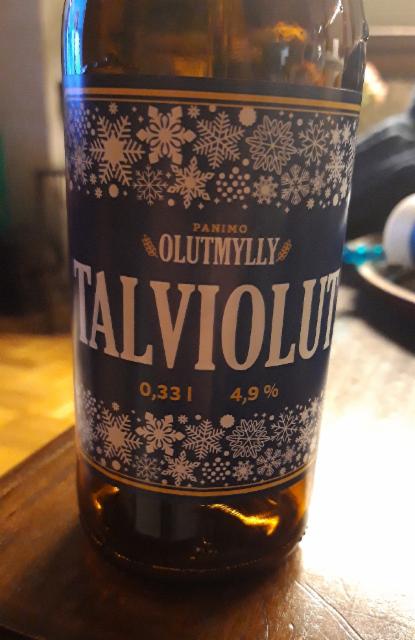 PANIMO
OLUTMYLLY
TALVIOLUT
0,33 l 4,9 %